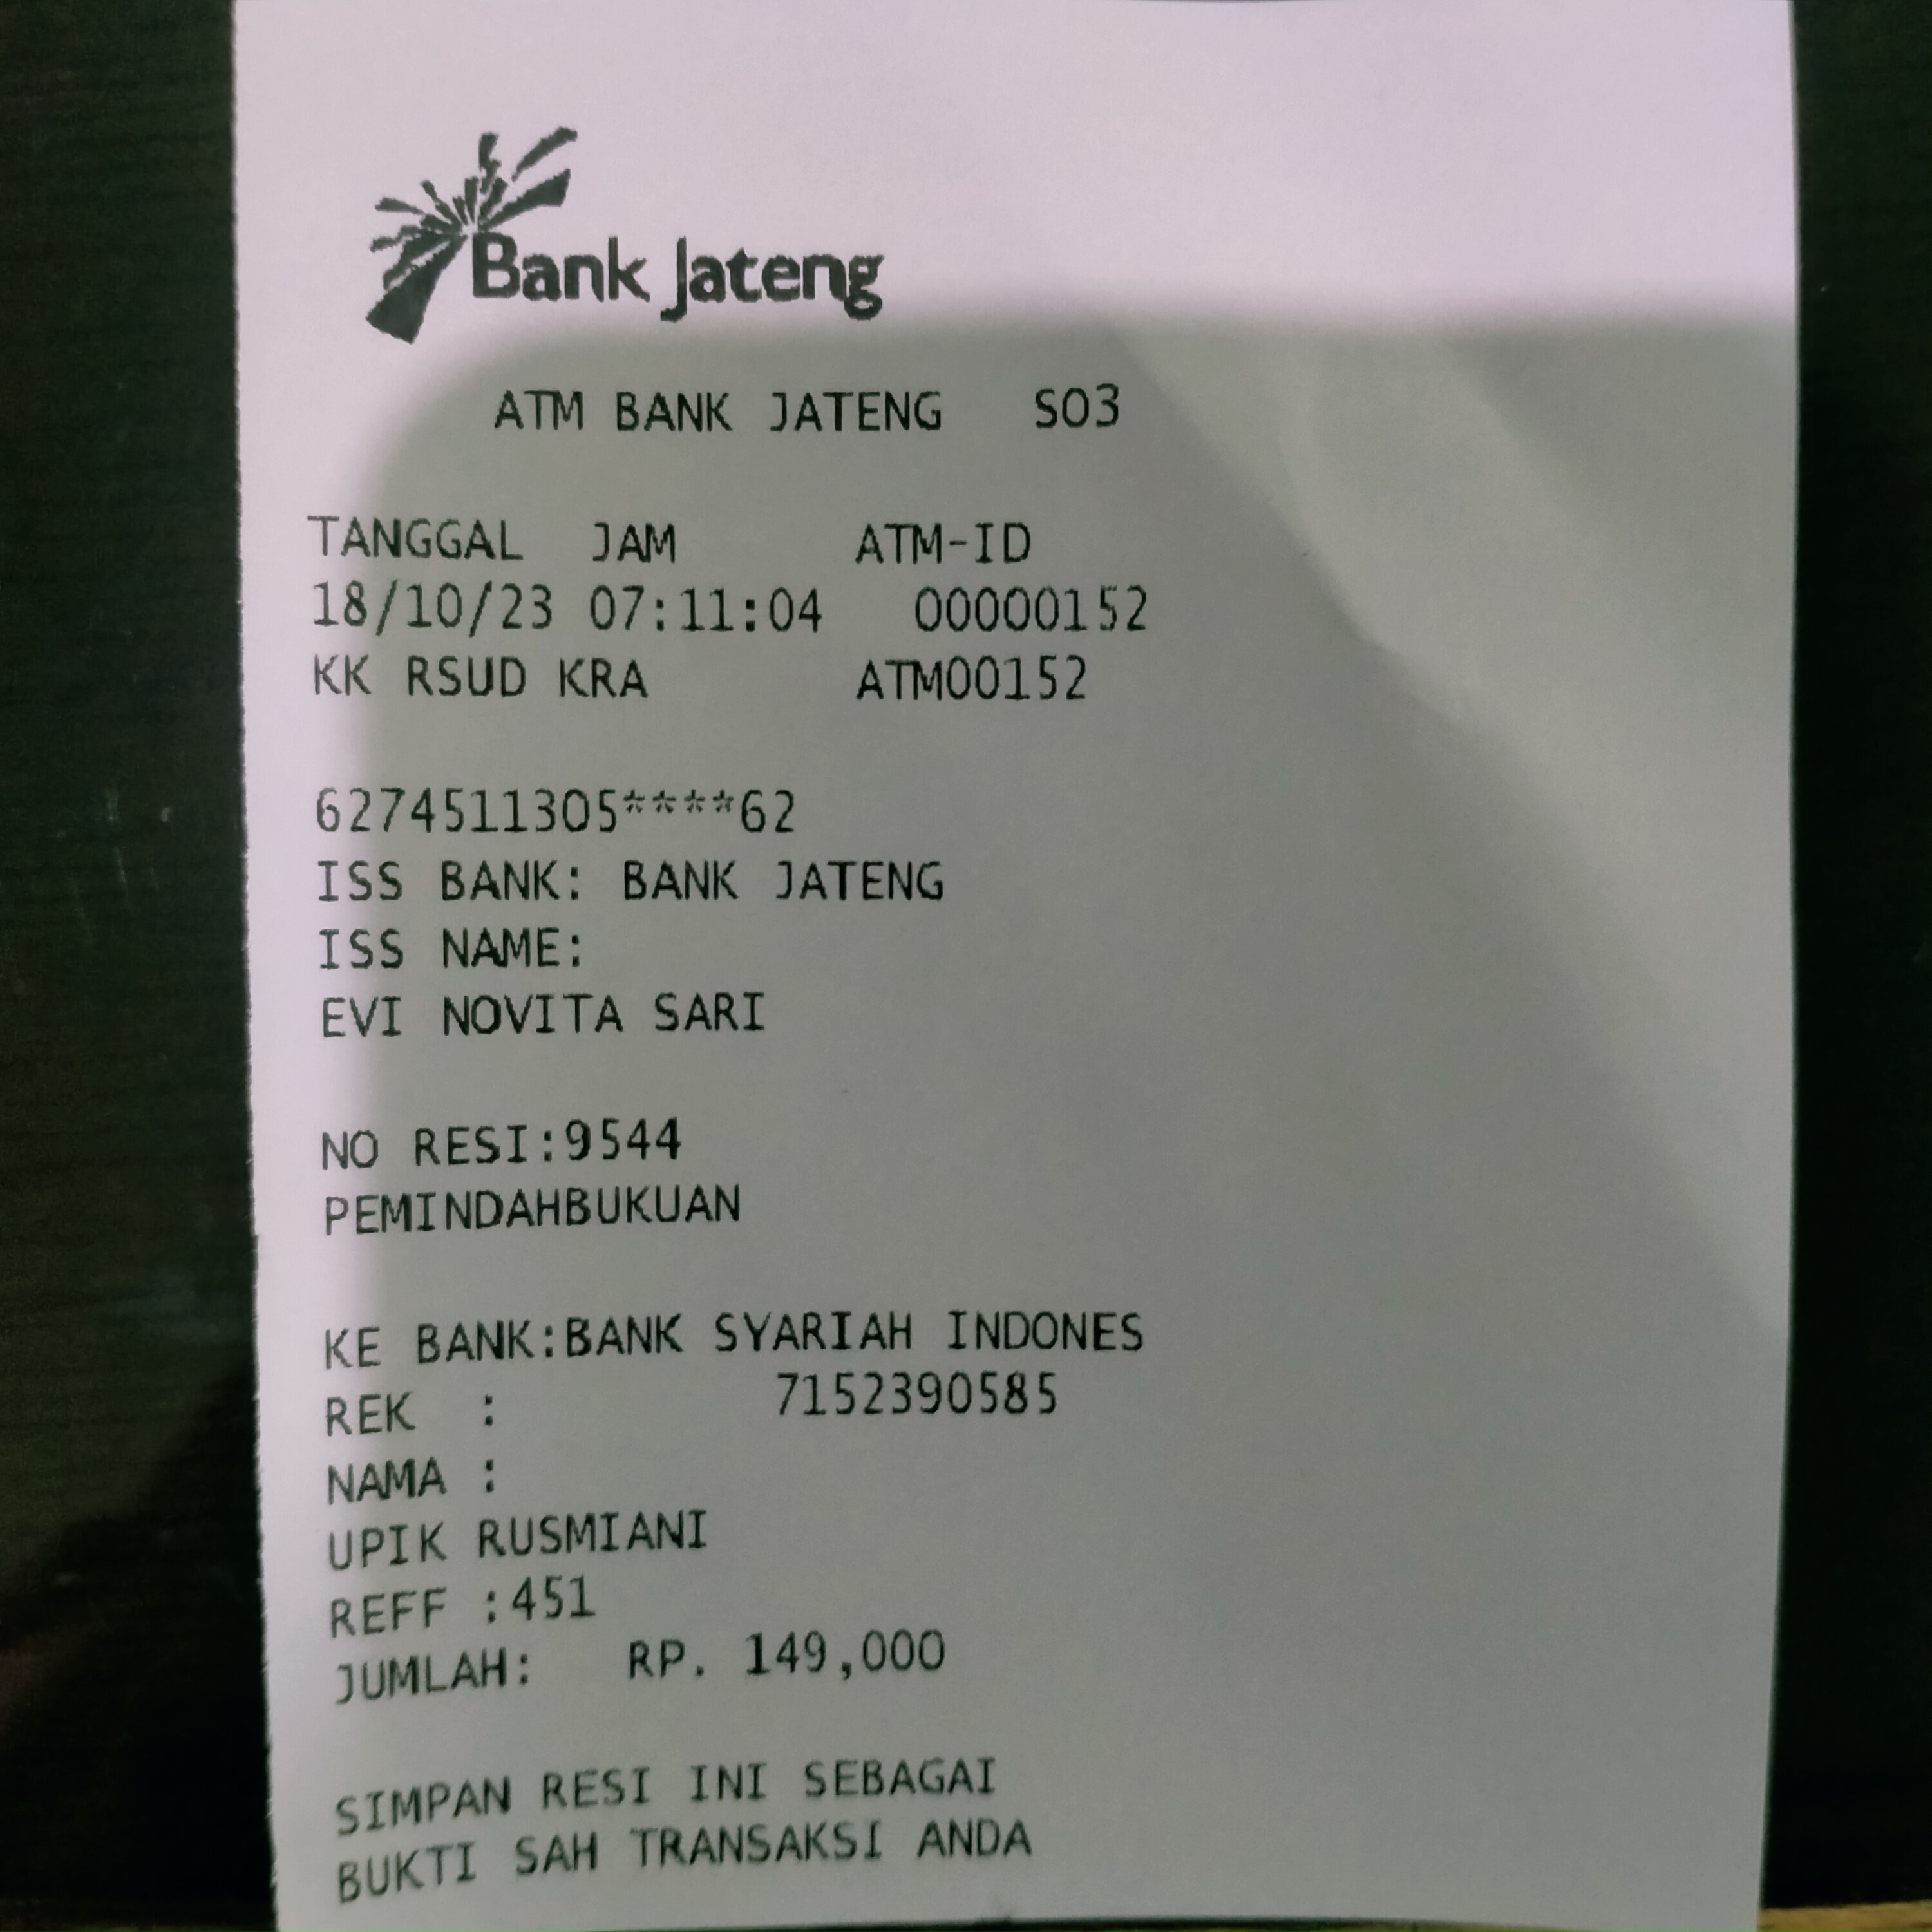 Bank Jateng
ATM BANK JATENG SO3
TANGGAL JAM ATM-ID
18/10/23 07:11:04 00000152
KK RSUD KRA ATM00152
6274511305****62
ISS BANK: BANK JATENG
ISS NAME:
EVI NOVITA SARI
NO RESI:9544
PEMINDAHBUKUAN
KE BANK:BANK SYARIAH INDONES
REK : 7152390585
NAMA :
UPIK RUSMIANI
REFF :451
JUMLAH: RP. 149,000
SIMPAN RESI INI SEBAGAI
BUKTI SAH TRANSAKSI ANDA